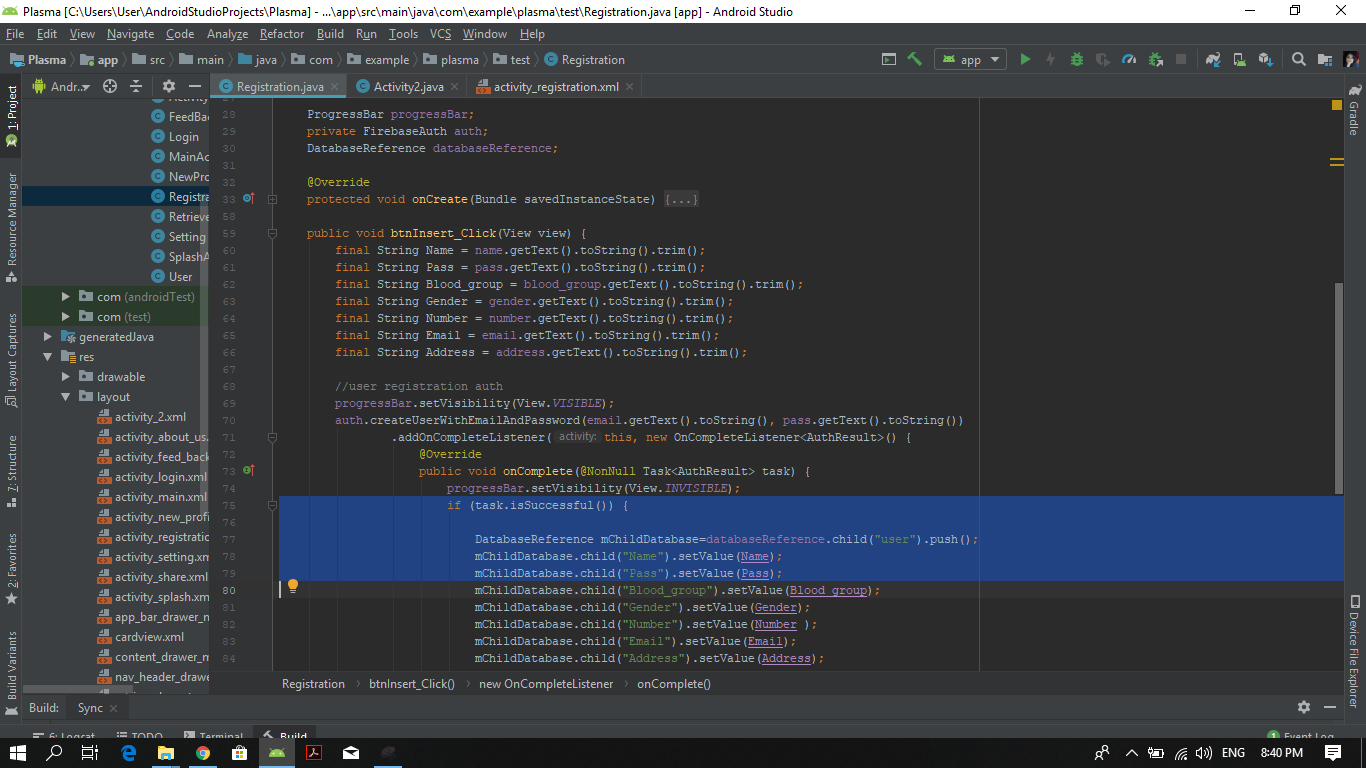 Plasma [C:\Users\User\AndroidStudioProjects\Plasma] - ...\app\src\main\java\com\example\plasma\test\Registration.java [app] - Android Studio
File Edit View Navigate Code Analyze Refactor Build Run Tools VCS Window Help
Plasma app src main java com example plasma test Registration app
Andr.. Registration.java Activity2.java activity_registration.xml
1: Project
Resource Manager
Layout Captures
7: Structure
2: Favorites
Build Variants
FeedBac
Login
MainAc
NewPro
Registra
Retrieve
Setting
SplashA
User
com (androidTest)
com (test)
generatedJava
res
drawable
layout
activity_2.xml
activity_about_us.
activity_feed_back
activity_login.xml
activity_main.xml
activity_new_profi
activity_registratio
activity_setting.xm
activity_share.xml
activity_splash.xm
app_bar_drawer_n
cardview.xml
content_drawer_m
nav_header_drawe
28 ProgressBar progressBar;
29 private FirebaseAuth auth;
30 DatabaseReference databaseReference;
31
32 @Override
33 protected void onCreate(Bundle savedInstanceState) {...}
58
59 public void btnInsert_Click(View view) {
60 final String Name = name.getText().toString().trim();
61 final String Pass = pass.getText().toString().trim();
62 final String Blood_group = blood_group.getText().toString().trim();
63 final String Gender = gender.getText().toString().trim();
64 final String Number = number.getText().toString().trim();
65 final String Email = email.getText().toString().trim();
66 final String Address = address.getText().toString().trim();
67
68 //user registration auth
69 progressBar.setVisibility(View.VISIBLE);
70 auth.createUserWithEmailAndPassword(email.getText().toString(), pass.getText().toString())
71 .addOnCompleteListener( activity: this, new OnCompleteListener<AuthResult>() {
72 @Override
73 public void onComplete(@NonNull Task<AuthResult> task) {
74 progressBar.setVisibility(View.INVISIBLE);
75 if (task.isSuccessful()) {
76
77 DatabaseReference mChildDatabase=databaseReference.child("user").push();
78 mChildDatabase.child("Name").setValue(Name);
79 mChildDatabase.child("Pass").setValue(Pass);
80 mChildDatabase.child("Blood_group").setValue(Blood_group);
81 mChildDatabase.child("Gender").setValue(Gender);
82 mChildDatabase.child("Number").setValue(Number );
83 mChildDatabase.child("Email").setValue(Email);
84 mChildDatabase.child("Address").setValue(Address);
Gradle
Device File Explorer
Registration btnInsert_Click() new OnCompleteListener onComplete()
Build: Sync
6: Logcat TODO Terminal Build 1 Event Log
ENG 8:40 PM